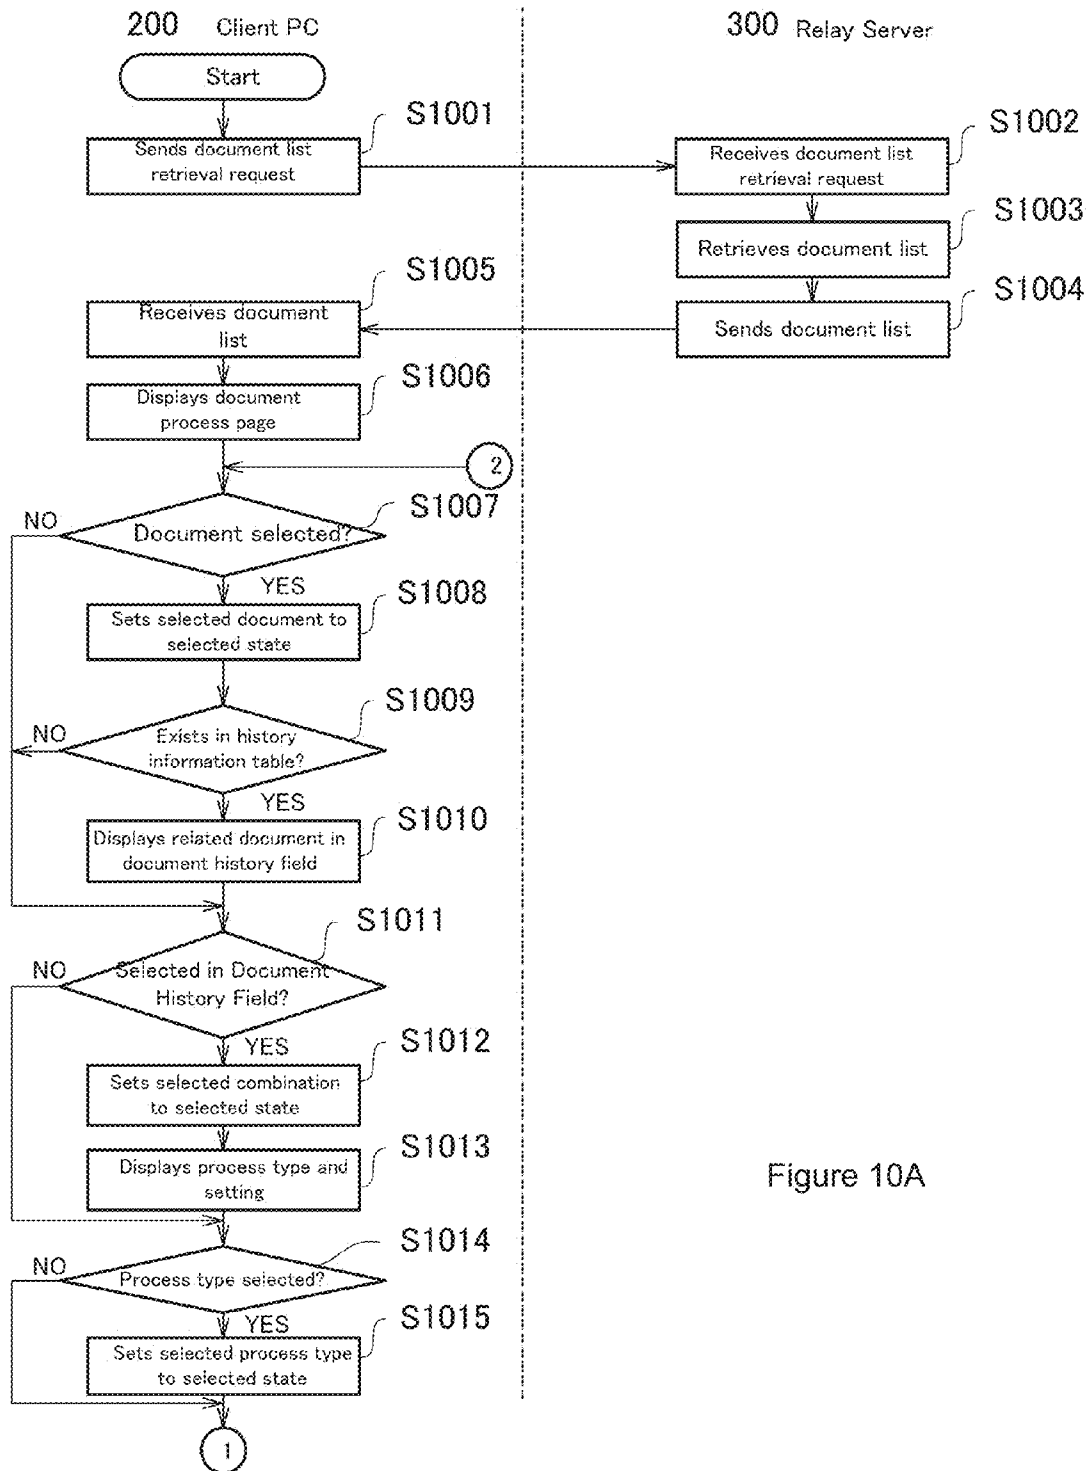 200 Client PC
300 Relay Server
Start
S1001
Sends document list
retrieval request
S1002
Receives document list
retrieval request
S1003
Retrieves document list
S1004
Sends document list
S1005
Receives document
list
S1006
Displays document
process page
2
S1007
NO
Document selected?
YES
S1008
Sets selected document to
selected state
S1009
NO
Exists in history
information table?
YES
S1010
Displays related document in
document history field
S1011
NO
Selected in Document
History Field?
YES
S1012
Sets selected combination
to selected state
S1013
Displays process type and
setting
Figure 10A
S1014
NO
Process type selected?
YES
S1015
Sets selected process type
to selected state
1